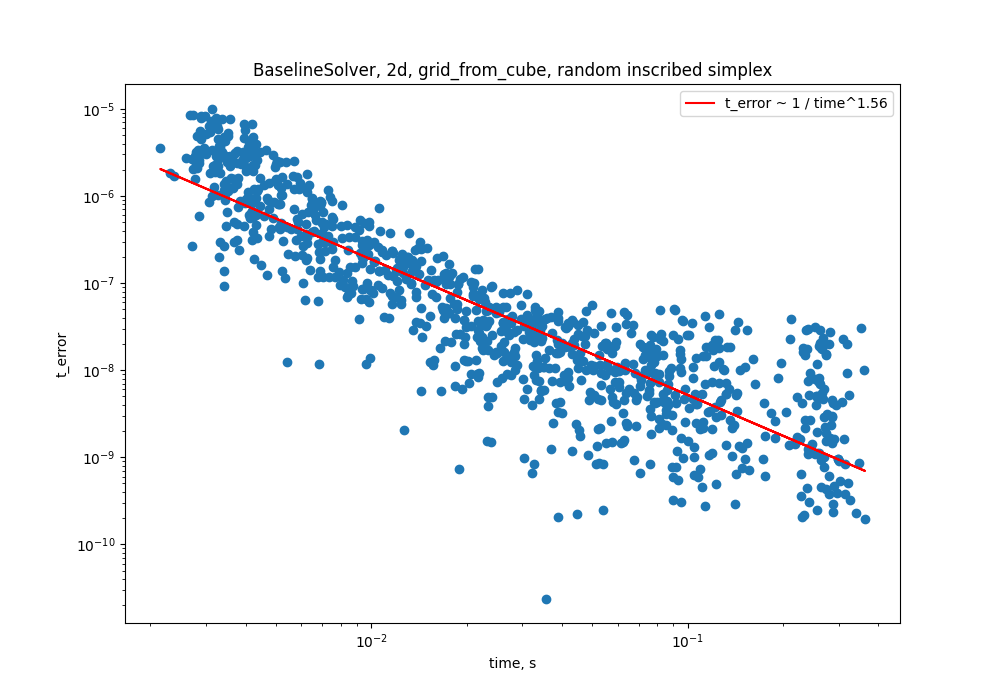 BaselineSolver, 2d, grid_from_cube, random inscribed simplex
t_error ~ 1 / time^1.56
10⁻⁵
10⁻⁶
10⁻⁷
10⁻⁸
10⁻⁹
10⁻¹⁰
t_error
10⁻²
10⁻¹
time, s